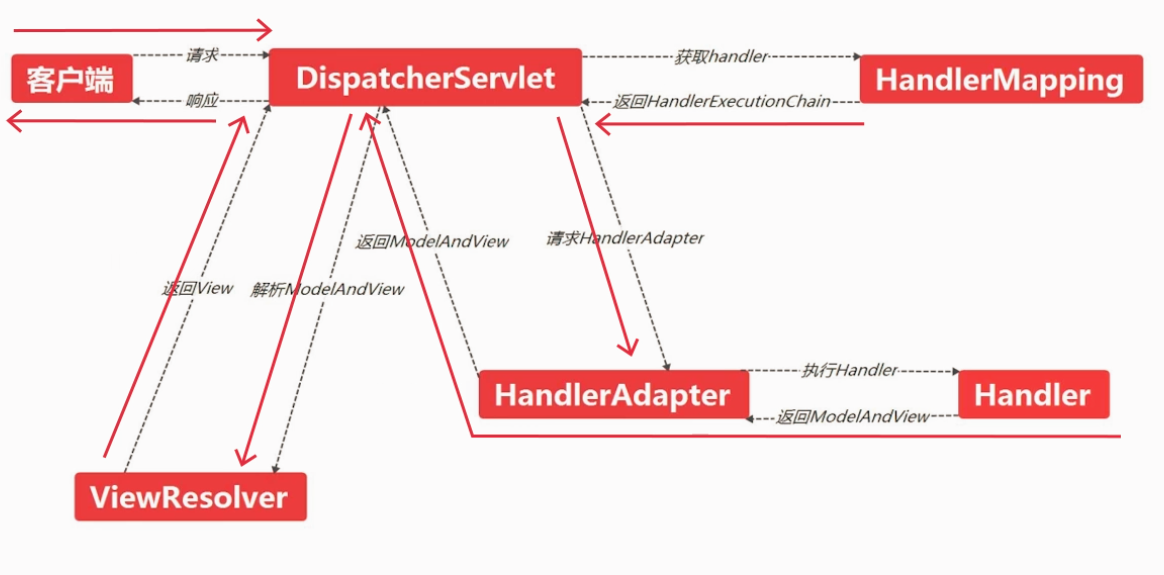 请求
获取handler
客户端
DispatcherServlet
HandlerMapping
响应
返回HandlerExecutionChain
返回ModelAndView
请求HandlerAdapter
返回View
解析ModelAndView
执行Handler
HandlerAdapter
Handler
返回ModelAndView
ViewResolver